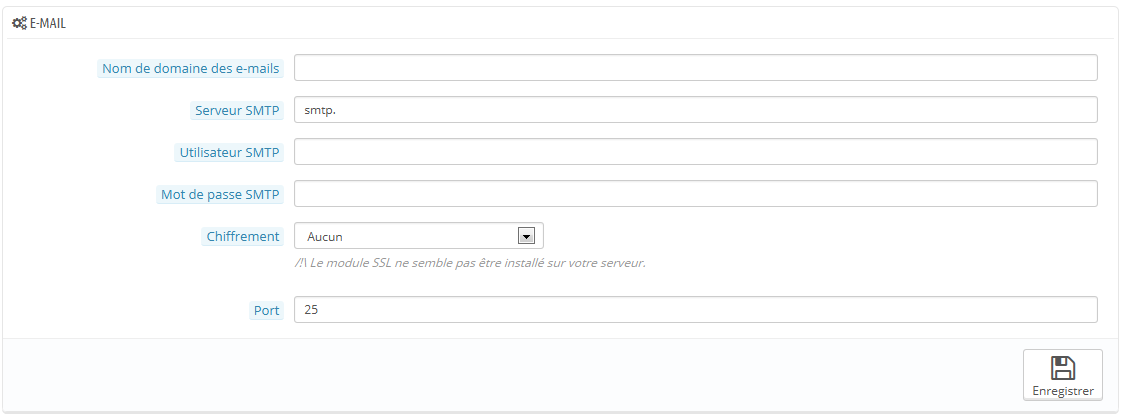 E-MAIL
Nom de domaine des e-mails
Serveur SMTP smtp.
Utilisateur SMTP
Mot de passe SMTP
Chiffrement Aucun
/!\ Le module SSL ne semble pas être installé sur votre serveur.
Port 25
Enregistrer